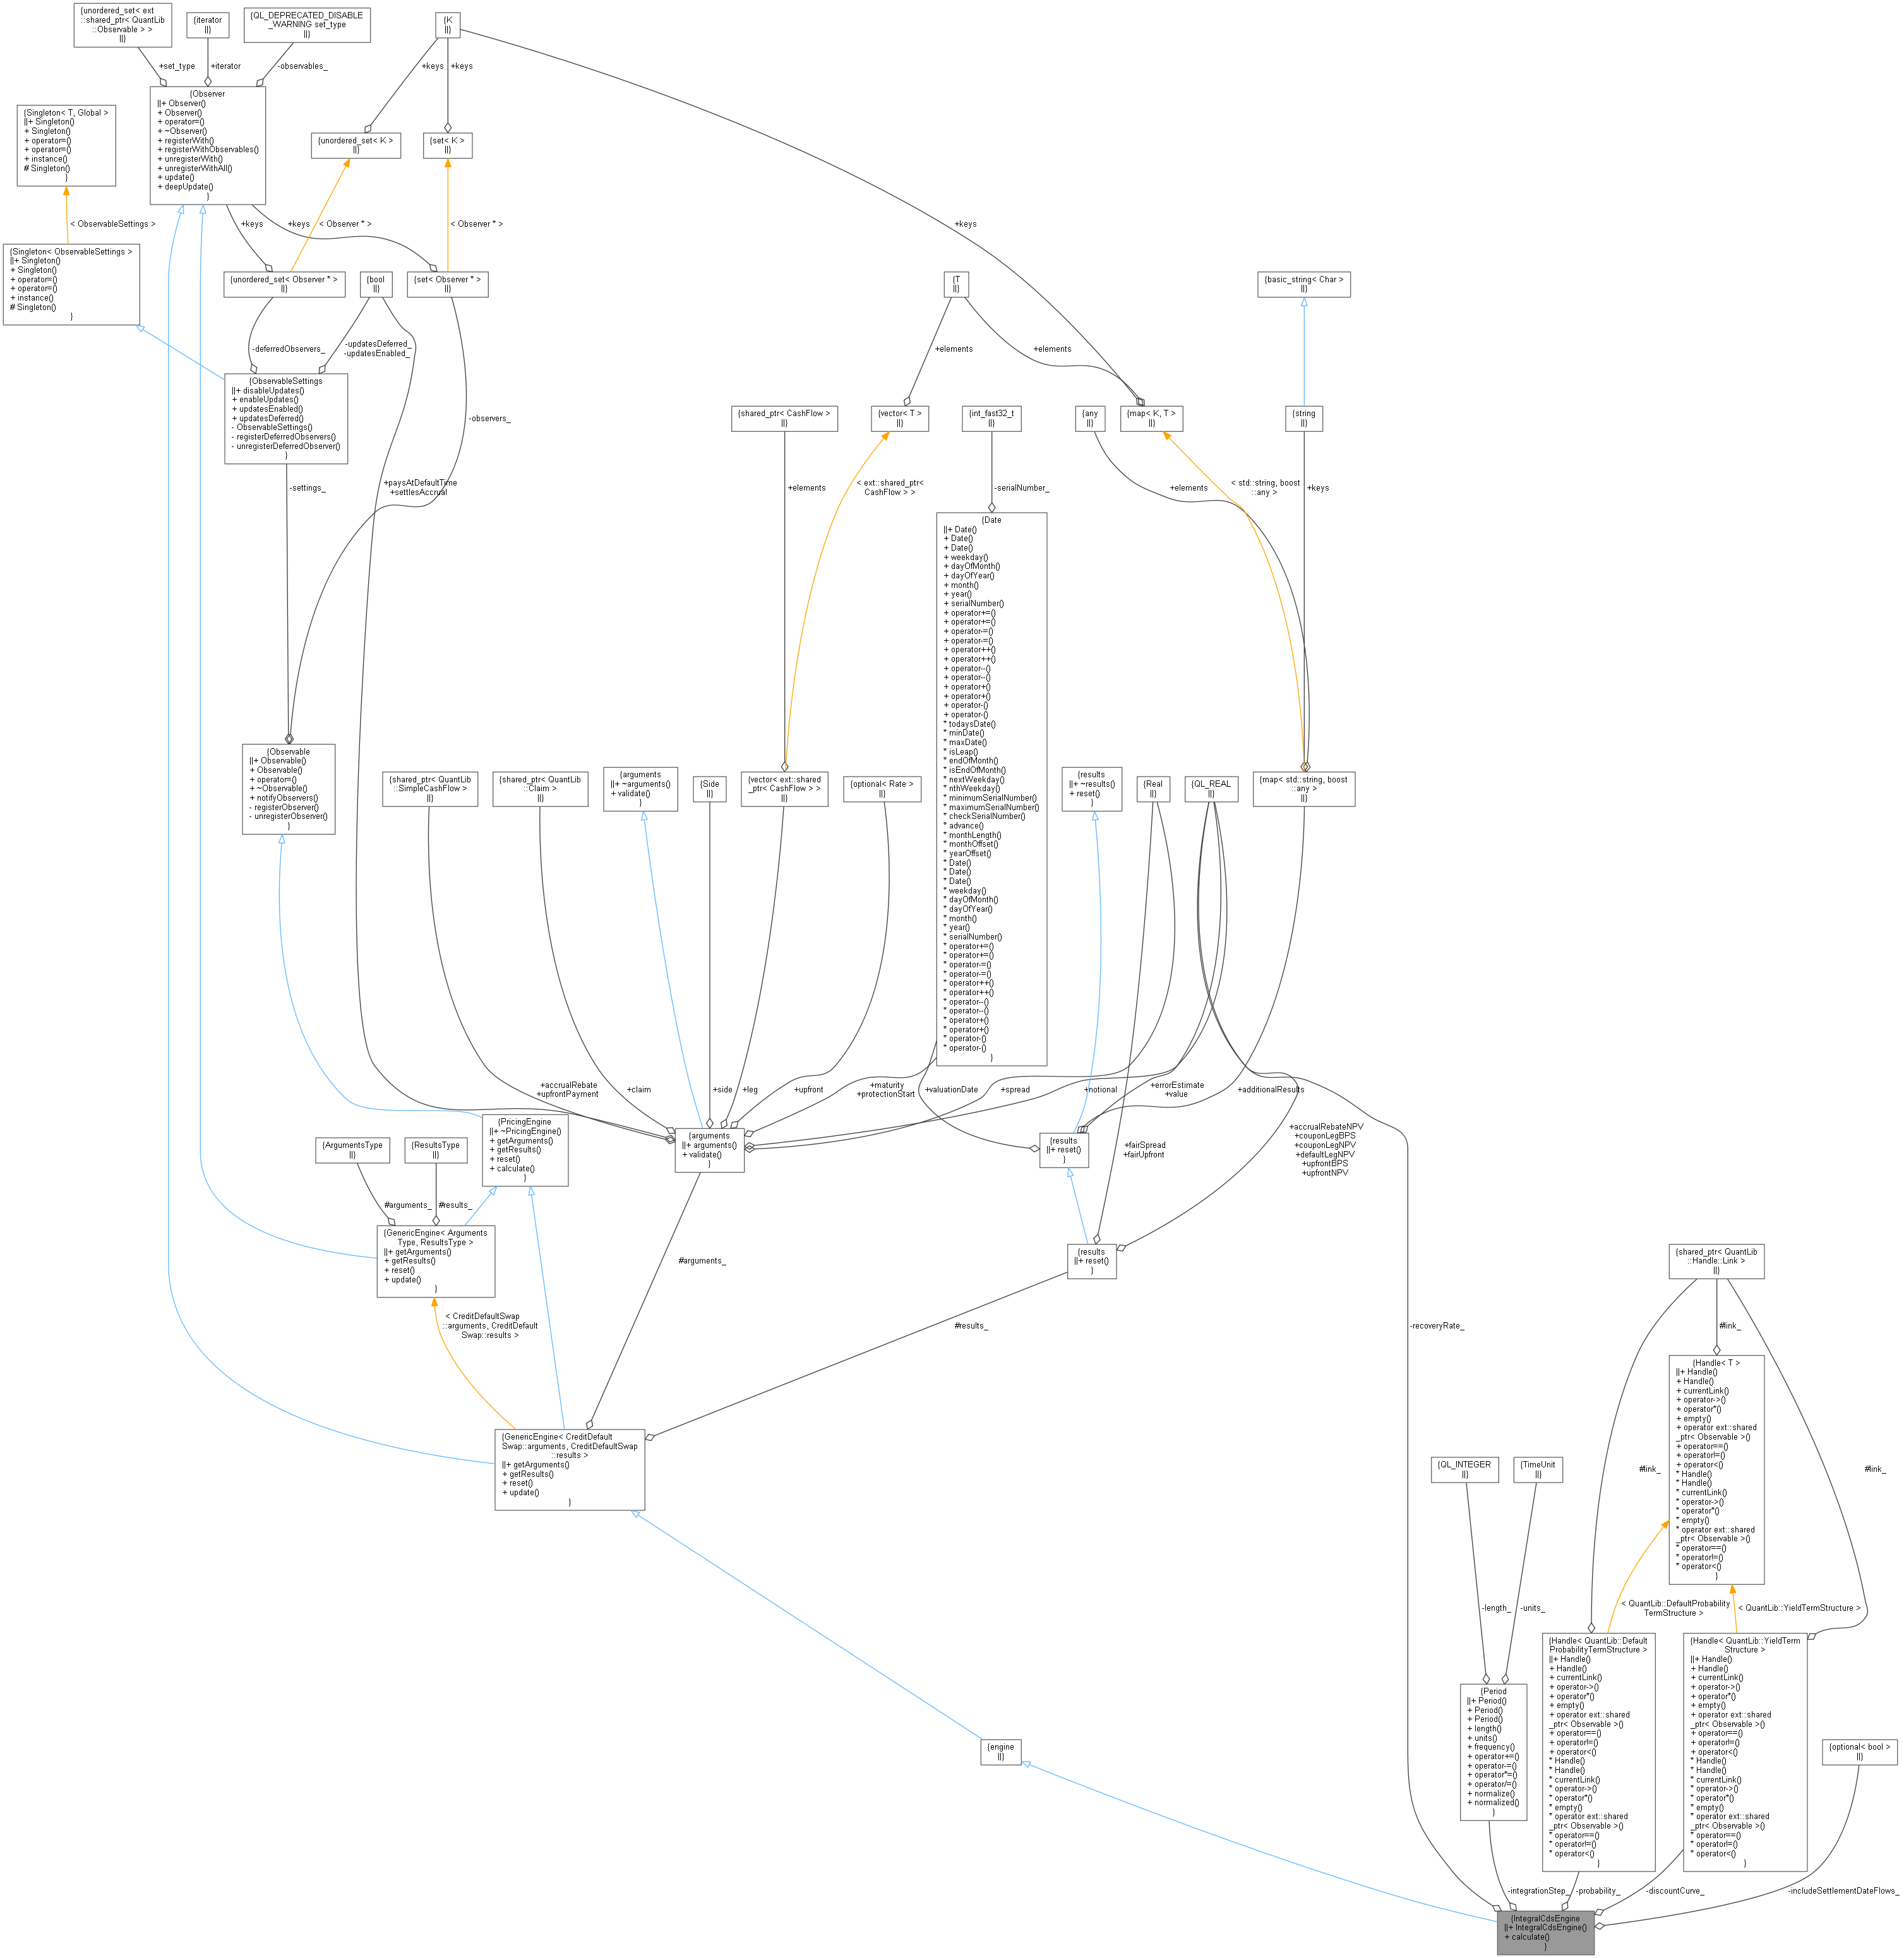 {unordered_set< ext
::shared_ptr< QuantLib
::Observable > >
||}
{iterator
||}
{QL_DEPRECATED_DISABLE
_WARNING set_type
||}
{K
||}
+set_type
+iterator
-observables_
+keys
+keys
{Observer
||+ Observer()
+ Observer()
+ operator=()
+ ~Observer()
+ registerWith()
+ registerWithObservables()
+ unregisterWith()
+ unregisterWithAll()
+ update()
+ deepUpdate()
}
{Singleton< T, Global >
||+ Singleton()
+ Singleton()
+ operator=()
+ operator=()
+ instance()
# Singleton()
}
{unordered_set< K >
||}
{set< K >
||}
< ObservableSettings >
+keys
+keys
< Observer * >
< Observer * >
+keys
{Singleton< ObservableSettings >
||+ Singleton()
+ Singleton()
+ operator=()
+ operator=()
+ instance()
# Singleton()
}
{unordered_set< Observer * >
||}
{bool
||}
{set< Observer * >
||}
{T
||}
{basic_string< Char >
||}
-deferredObservers_
-updatesDeferred_
-updatesEnabled_
+elements
+elements
{ObservableSettings
||+ disableUpdates()
+ enableUpdates()
+ updatesEnabled()
+ updatesDeferred()
- ObservableSettings()
- registerDeferredObservers()
- unregisterDeferredObserver()
}
-observers_
{shared_ptr< CashFlow >
||}
{vector< T >
||}
{int_fast32_t
||}
{any
||}
{map< K, T >
||}
{string
||}
-settings_
+paysAtDefaultTime
+settlesAccrual
+elements
< ext::shared_ptr<
CashFlow > >
-serialNumber_
+elements
< std::string, boost
::any >
+keys
{Date
||+ Date()
+ Date()
+ Date()
+ weekday()
+ dayOfMonth()
+ dayOfYear()
+ month()
+ year()
+ serialNumber()
+ operator+=()
+ operator+=()
+ operator-=()
+ operator-=()
+ operator++()
+ operator++()
+ operator--()
+ operator--()
+ operator+()
+ operator+()
+ operator-()
+ operator-()
* todaysDate()
* minDate()
* maxDate()
* isLeap()
* endOfMonth()
* isEndOfMonth()
* nextWeekday()
* nthWeekday()
* minimumSerialNumber()
* maximumSerialNumber()
* checkSerialNumber()
* advance()
* monthLength()
* monthOffset()
* yearOffset()
* Date()
* Date()
* Date()
* weekday()
* dayOfMonth()
* dayOfYear()
* month()
* year()
* serialNumber()
* operator+=()
* operator+=()
* operator-=()
* operator-=()
* operator++()
* operator++()
* operator--()
* operator--()
* operator+()
* operator+()
* operator-()
* operator-()
}
{Observable
||+ Observable()
+ Observable()
+ operator=()
+ ~Observable()
+ notifyObservers()
- registerObserver()
- unregisterObserver()
}
{shared_ptr< QuantLib
::SimpleCashFlow >
||}
{shared_ptr< QuantLib
::Claim >
||}
{arguments
||+ ~arguments()
+ validate()
}
{Side
||}
{vector< ext::shared
_ptr< CashFlow > >
||}
{optional< Rate >
||}
{results
||+ ~results()
+ reset()
}
{Real
||}
{QL_REAL
||}
{map< std::string, boost
::any >
||}
+accrualRebate
+upfrontPayment
+claim
+side
+leg
+upfront
+maturity
+protectionStart
+valuationDate
+spread
+notional
+errorEstimate
+value
+additionalResults
{PricingEngine
||+ ~PricingEngine()
+ getArguments()
+ getResults()
+ reset()
+ calculate()
}
{ArgumentsType
||}
{ResultsType
||}
{arguments
||+ arguments()
+ validate()
}
{results
||+ reset()
}
+fairSpread
+fairUpfront
+accrualRebateNPV
+couponLegBPS
+couponLegNPV
+defaultLegNPV
+upfrontBPS
+upfrontNPV
#arguments_
#results_
{GenericEngine< Arguments
Type, ResultsType >
||+ getArguments()
+ getResults()
+ reset()
+ update()
}
#arguments_
{results
||+ reset()
}
{shared_ptr< QuantLib
::Handle::Link >
||}
< CreditDefaultSwap
::arguments, CreditDefault
Swap::results >
#results_
-recoveryRate_
#link_
{Handle< T >
||+ Handle()
+ Handle()
+ currentLink()
+ operator->()
+ operator*()
+ empty()
+ operator ext::shared
_ptr< Observable >()
+ operator==()
+ operator!=()
+ operator<()
* Handle()
* Handle()
* currentLink()
* operator->()
* operator*()
* empty()
* operator ext::shared
_ptr< Observable >()
* operator==()
* operator!=()
* operator<()
}
{GenericEngine< CreditDefault
Swap::arguments, CreditDefaultSwap
::results >
||+ getArguments()
+ getResults()
+ reset()
+ update()
}
{QL_INTEGER
||}
{TimeUnit
||}
#link_
#link_
-length_
-units_
< QuantLib::DefaultProbability
TermStructure >
< QuantLib::YieldTermStructure >
{Period
||+ Period()
+ Period()
+ Period()
+ length()
+ units()
+ frequency()
+ operator+=()
+ operator-=()
+ operator*=()
+ operator/=()
+ normalize()
+ normalized()
}
{Handle< QuantLib::Default
ProbabilityTermStructure >
||+ Handle()
+ Handle()
+ currentLink()
+ operator->()
+ operator*()
+ empty()
+ operator ext::shared
_ptr< Observable >()
+ operator==()
+ operator!=()
+ operator<()
* Handle()
* Handle()
* currentLink()
* operator->()
* operator*()
* empty()
* operator ext::shared
_ptr< Observable >()
* operator==()
* operator!=()
* operator<()
}
{Handle< QuantLib::YieldTerm
Structure >
||+ Handle()
+ Handle()
+ currentLink()
+ operator->()
+ operator*()
+ empty()
+ operator ext::shared
_ptr< Observable >()
+ operator==()
+ operator!=()
+ operator<()
* Handle()
* Handle()
* currentLink()
* operator->()
* operator*()
* empty()
* operator ext::shared
_ptr< Observable >()
* operator==()
* operator!=()
* operator<()
}
{engine
||}
{optional< bool >
||}
-integrationStep_
-probability_
-discountCurve_
-includeSettlementDateFlows_
{IntegralCdsEngine
||+ IntegralCdsEngine()
+ calculate()
}